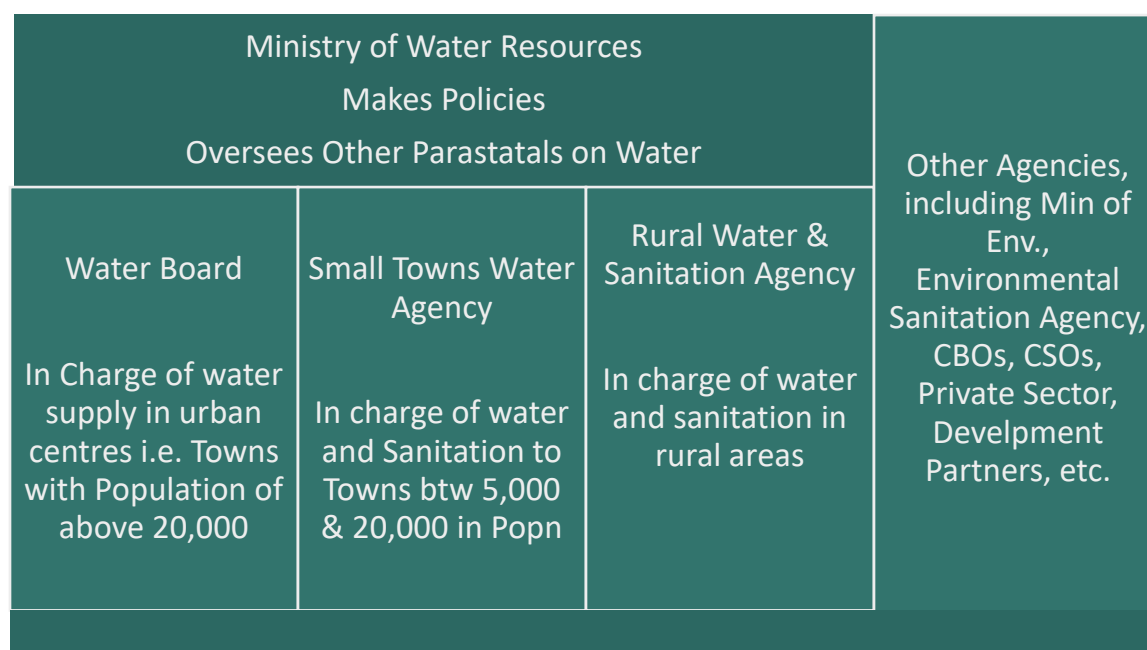 Ministry of Water Resources
Makes Policies
Oversees Other Parastatals on Water
Water Board
In Charge of water
supply in urban
centres i.e. Towns
with Population of
above 20,000
Small Towns Water
Agency
In charge of water
and Sanitation to
Towns btw 5,000
& 20,000 in Popn
Rural Water &
Sanitation Agency
In charge of water
and sanitation in
rural areas
Other Agencies,
including Min of
Env.,
Environmental
Sanitation Agency,
CBOs, CSOs,
Private Sector,
Develpment
Partners, etc.